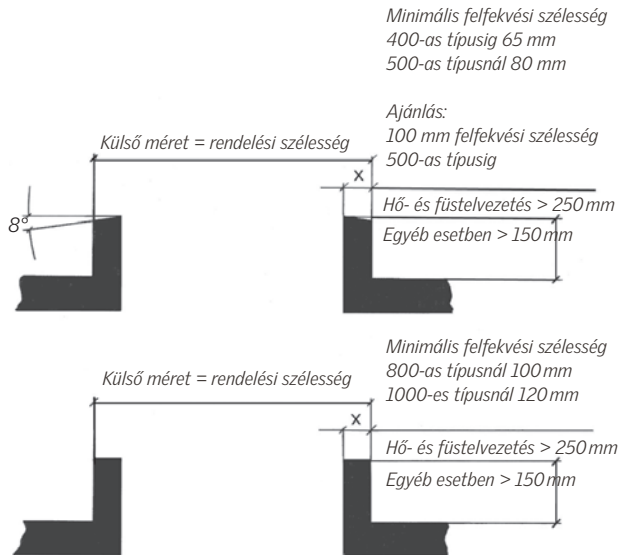 Minimális felfekvési szélesség
400-as típusig 65 mm
500-as típusnál 80 mm
Ajánlás:
100 mm felfekvési szélesség
500-as típusig
Külső méret = rendelési szélesség
x
Hő- és füstelvezetés > 250 mm
8°
Egyéb esetben > 150 mm
Minimális felfekvési szélesség
800-as típusnál 100 mm
1000-es típusnál 120 mm
Külső méret = rendelési szélesség
x
Hő- és füstelvezetés > 250 mm
Egyéb esetben > 150 mm